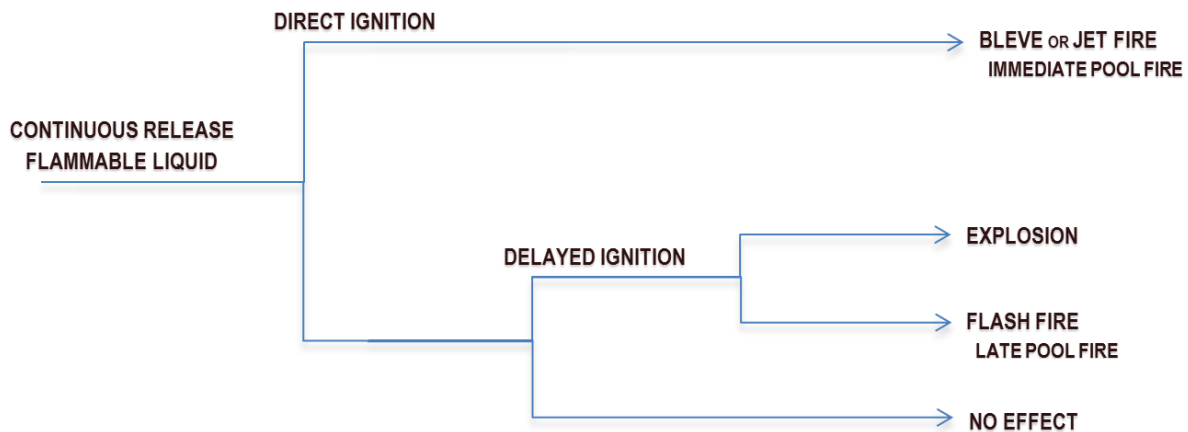 DIRECT IGNITION
BLEVE OR JET FIRE
IMMEDIATE POOL FIRE
CONTINUOUS RELEASE
FLAMMABLE LIQUID
EXPLOSION
DELAYED IGNITION
FLASH FIRE
LATE POOL FIRE
NO EFFECT